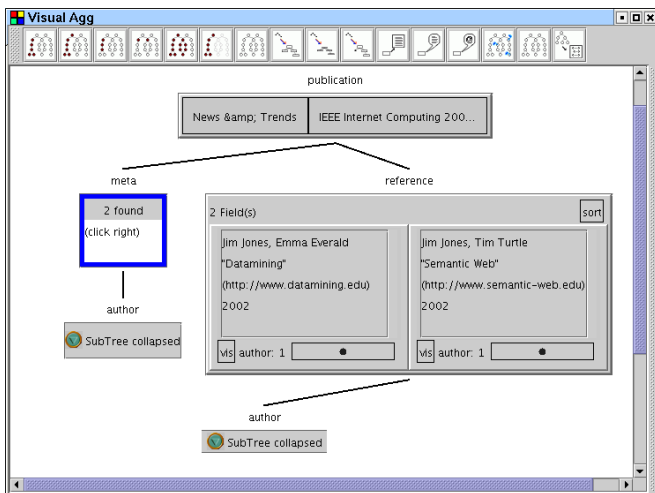 Visual Agg
publication
News &amp; Trends
IEEE Internet Computing 200...
meta
reference
2 found
(click right)
2 Field(s)
sort
Jim Jones, Emma Everald
"Datamining"
(http://www.datamining.edu)
2002
vis author: 1
Jim Jones, Tim Turtle
"Semantic Web"
(http://www.semantic-web.edu)
2002
vis author: 1
author
SubTree collapsed
author
SubTree collapsed